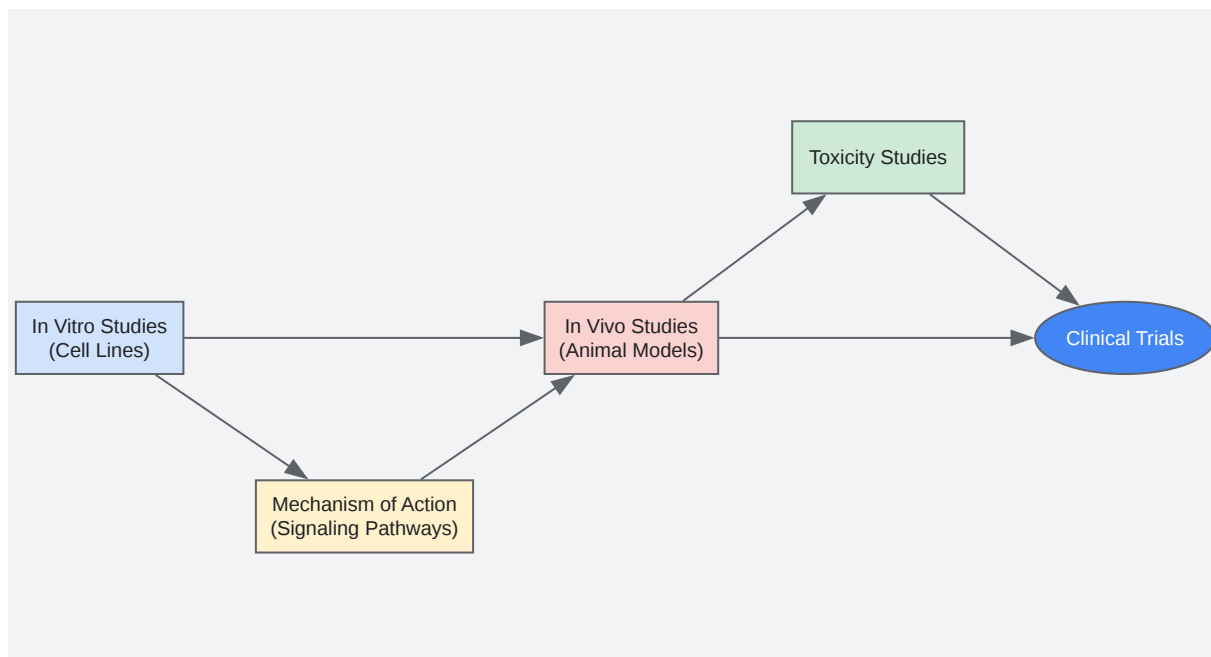 Toxicity Studies
In Vitro Studies
(Cell Lines)
In Vivo Studies
(Animal Models)
Clinical Trials
Mechanism of Action
(Signaling Pathways)